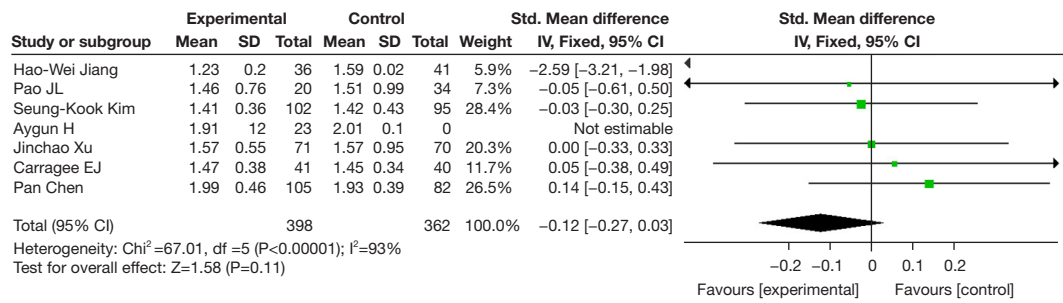 Experimental Control Std. Mean difference Std. Mean difference
Study or subgroup Mean SD Total Mean SD Total Weight IV, Fixed, 95% CI IV, Fixed, 95% CI
Hao-Wei Jiang 1.23 0.2 36 1.59 0.02 41 5.9% −2.59 [−3.21, −1.98]
Pao JL 1.46 0.76 20 1.51 0.99 34 7.3% −0.05 [−0.61, 0.50]
Seung-Kook Kim 1.41 0.36 102 1.42 0.43 95 28.4% −0.03 [−0.30, 0.25]
Aygun H 1.91 12 23 2.01 0.1 0 Not estimable
Jinchao Xu 1.57 0.55 71 1.57 0.95 70 20.3% 0.00 [−0.33, 0.33]
Carragee EJ 1.47 0.38 41 1.45 0.34 40 11.7% 0.05 [−0.38, 0.49]
Pan Chen 1.99 0.46 105 1.93 0.39 82 26.5% 0.14 [−0.15, 0.43]
Total (95% CI) 398 362 100.0% −0.12 [−0.27, 0.03]
Heterogeneity: Chi²=67.01, df =5 (P<0.00001); I²=93%
Test for overall effect: Z=1.58 (P=0.11)
−0.2 −0.1 0 0.1 0.2
Favours [experimental] Favours [control]